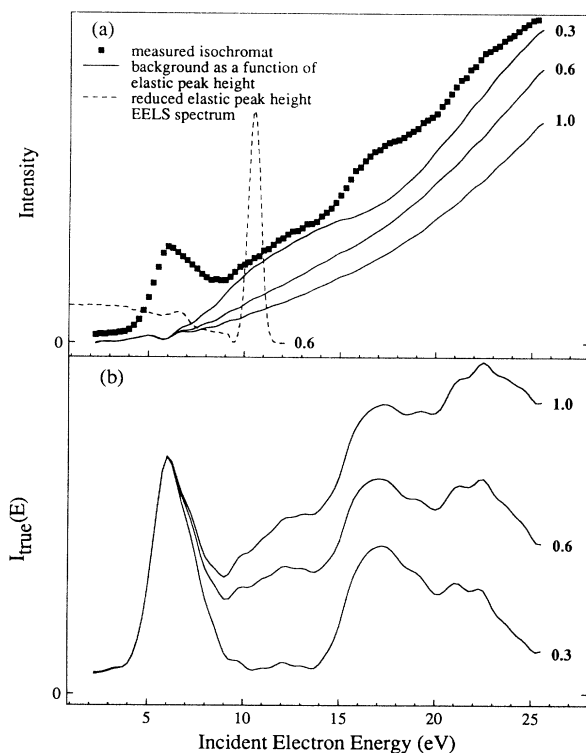 (a)
measured isochromat
background as a function of
elastic peak height
reduced elastic peak height
EELS spectrum
0.3
0.6
1.0
Intensity
0
0.6
(b)
1.0
0.6
0.3
I_true(E)
0
5 10 15 20 25
Incident Electron Energy (eV)